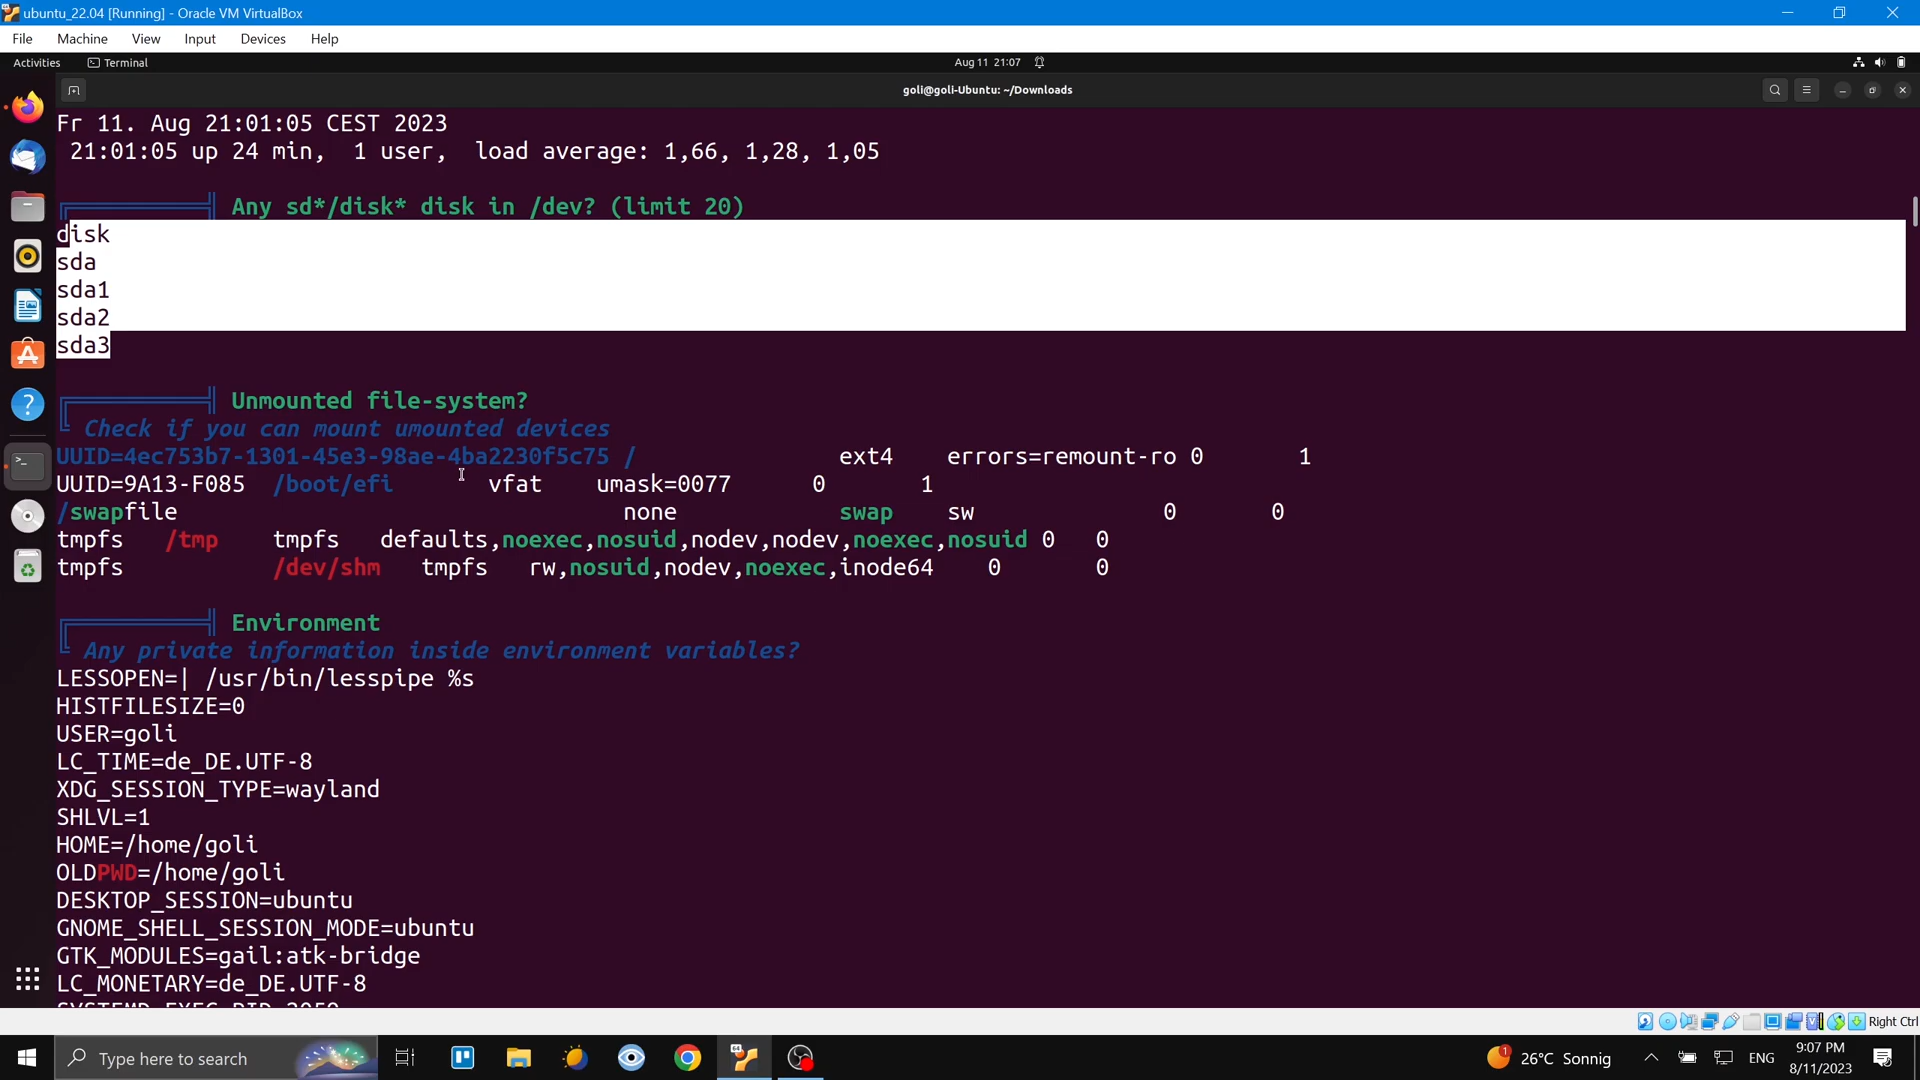 ubuntu_22.04 [Running] - Oracle VM VirtualBox
File Machine View Input Devices Help
Activities Terminal Aug 11 21:07
goli@goli-Ubuntu: ~/Downloads
Fr 11. Aug 21:01:05 CEST 2023
21:01:05 up 24 min, 1 user, load average: 1,66, 1,28, 1,05
Any sd*/disk* disk in /dev? (limit 20)
disk
sda
sda1
sda2
sda3
Unmounted file-system?
Check if you can mount umounted devices
UUID=4ec753b7-1301-45e3-98ae-4ba2230f5c75 / ext4 errors=remount-ro 0 1
UUID=9A13-F085 /boot/efi vfat umask=0077 0 1
/swapfile none swap sw 0 0
tmpfs /tmp tmpfs defaults,noexec,nosuid,nodev,nodev,noexec,nosuid 0 0
tmpfs /dev/shm tmpfs rw,nosuid,nodev,noexec,inode64 0 0
Environment
Any private information inside environment variables?
LESSOPEN=| /usr/bin/lesspipe %s
HISTFILESIZE=0
USER=goli
LC_TIME=de_DE.UTF-8
XDG_SESSION_TYPE=wayland
SHLVL=1
HOME=/home/goli
OLDPWD=/home/goli
DESKTOP_SESSION=ubuntu
GNOME_SHELL_SESSION_MODE=ubuntu
GTK_MODULES=gail:atk-bridge
LC_MONETARY=de_DE.UTF-8
Right Ctrl
Type here to search
1 26°C Sonnig ENG 9:07 PM
8/11/2023